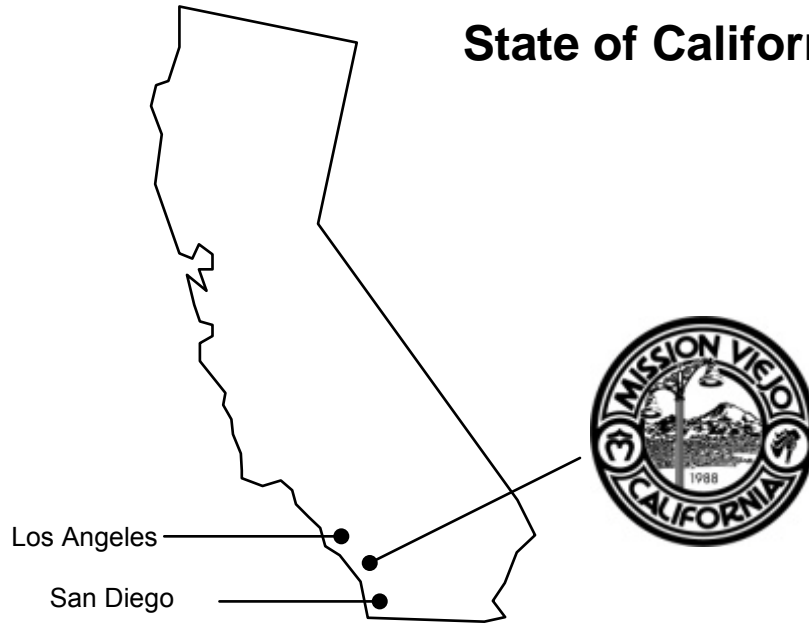 State of Californ
MISSION VIEJO
1988
CALIFORNIA
Los Angeles
San Diego